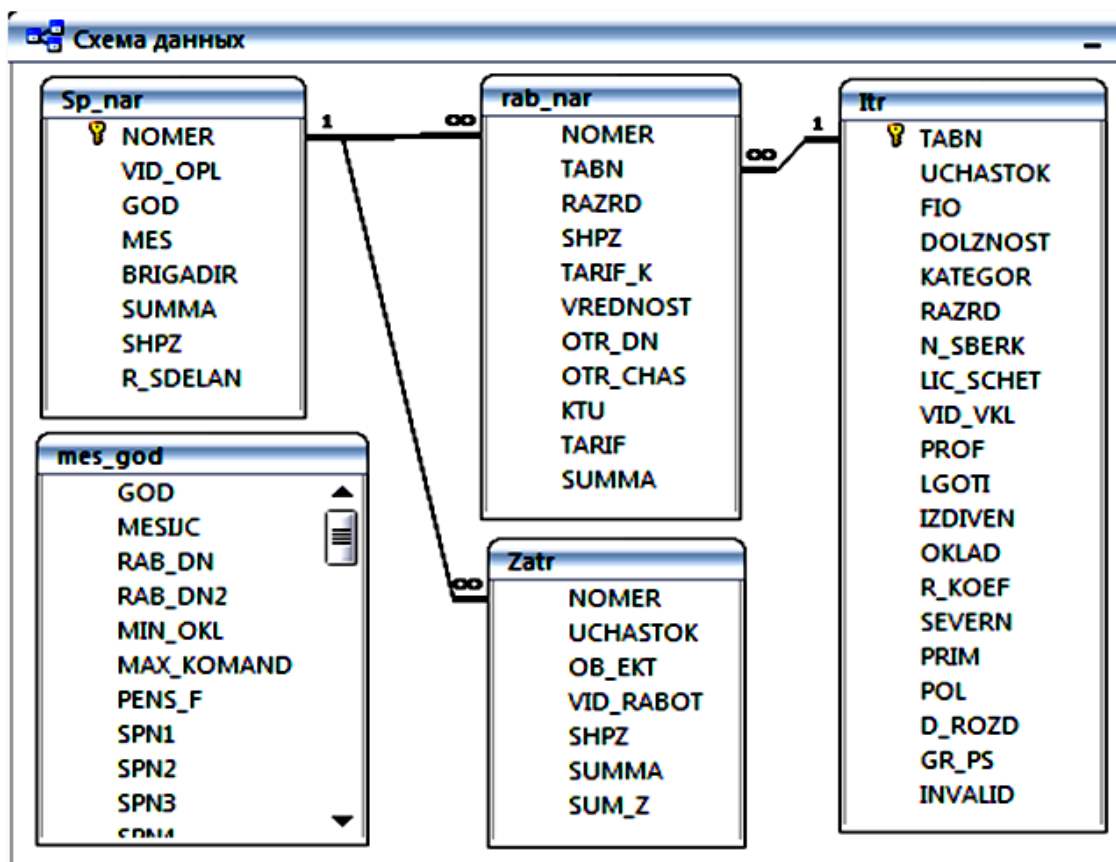 Схема данных
Sp_nar
NOMER
VID_OPL
GOD
MES
BRIGADIR
SUMMA
SHPZ
R_SDELAN
1
∞
rab_nar
NOMER
TABN
RAZRD
SHPZ
TARIF_K
VREDNOST
OTR_DN
OTR_CHAS
KTU
TARIF
SUMMA
∞
1
Itr
TABN
UCHASTOK
FIO
DOLZNOST
KATEGOR
RAZRD
N_SBERK
LIC_SCHET
VID_VKL
PROF
LGOTI
IZDIVEN
OKLAD
R_KOEF
SEVERN
PRIM
POL
D_ROZD
GR_PS
INVALID
mes_god
GOD
MESIJC
RAB_DN
RAB_DN2
MIN_OKL
MAX_KOMAND
PENS_F
SPN1
SPN2
SPN3
SPN4
∞
Zatr
NOMER
UCHASTOK
OB_EKT
VID_RABOT
SHPZ
SUMMA
SUM_Z